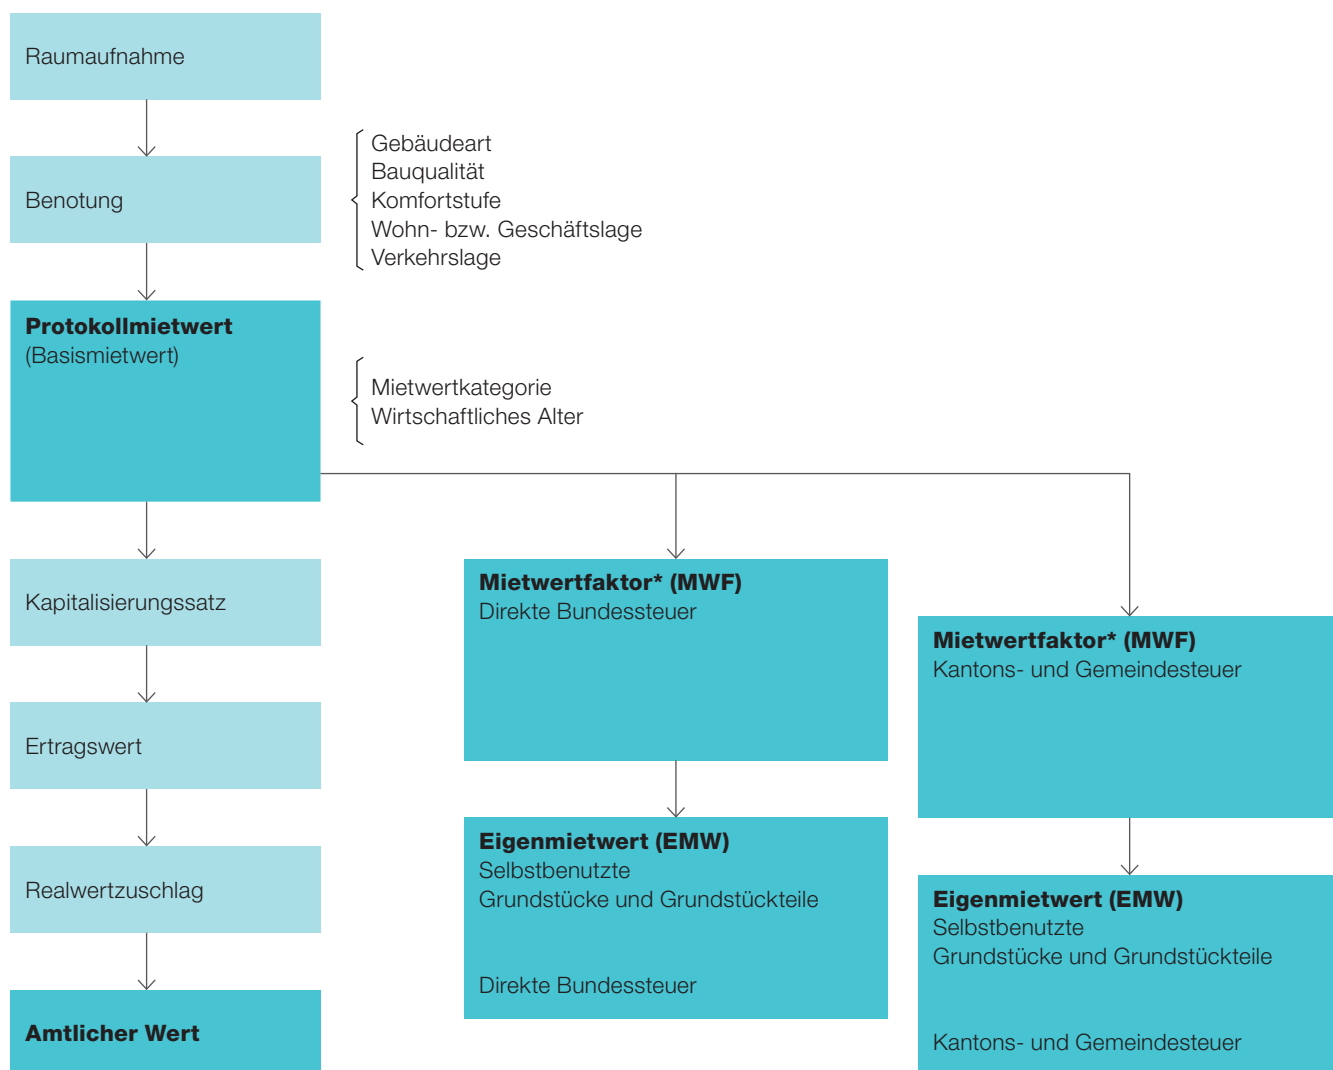 Raumaufnahme
Benotung
Gebäudeart
Bauqualität
Komfortstufe
Wohn- bzw. Geschäftslage
Verkehrslage
Protokollmietwert
(Basismietwert)
Mietwertkategorie
Wirtschaftliches Alter
Kapitalisierungssatz
Ertragswert
Realwertzuschlag
Amtlicher Wert
Mietwertfaktor* (MWF)
Direkte Bundessteuer
Eigenmietwert (EMW)
Selbstbenutzte
Grundstücke und Grundstückteile
Direkte Bundessteuer
Mietwertfaktor* (MWF)
Kantons- und Gemeindesteuer
Eigenmietwert (EMW)
Selbstbenutzte
Grundstücke und Grundstückteile
Kantons- und Gemeindesteuer